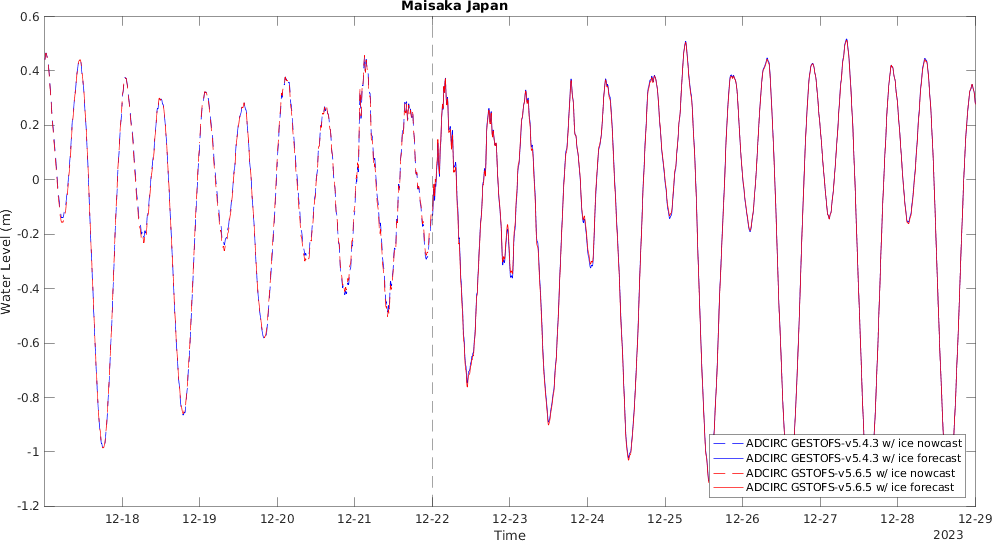 Maisaka Japan
0.6
0.4
0.2
0
-0.2
-0.4
-0.6
-0.8
-1
-1.2
Water Level (m)
ADCIRC GESTOFS-v5.4.3 w/ ice nowcast
ADCIRC GESTOFS-v5.4.3 w/ ice forecast
ADCIRC GSTOFS-v5.6.5 w/ ice nowcast
ADCIRC GSTOFS-v5.6.5 w/ ice forecast
12-18 12-19 12-20 12-21 12-22 12-23 12-24 12-25 12-26 12-27 12-28 12-29
Time
2023